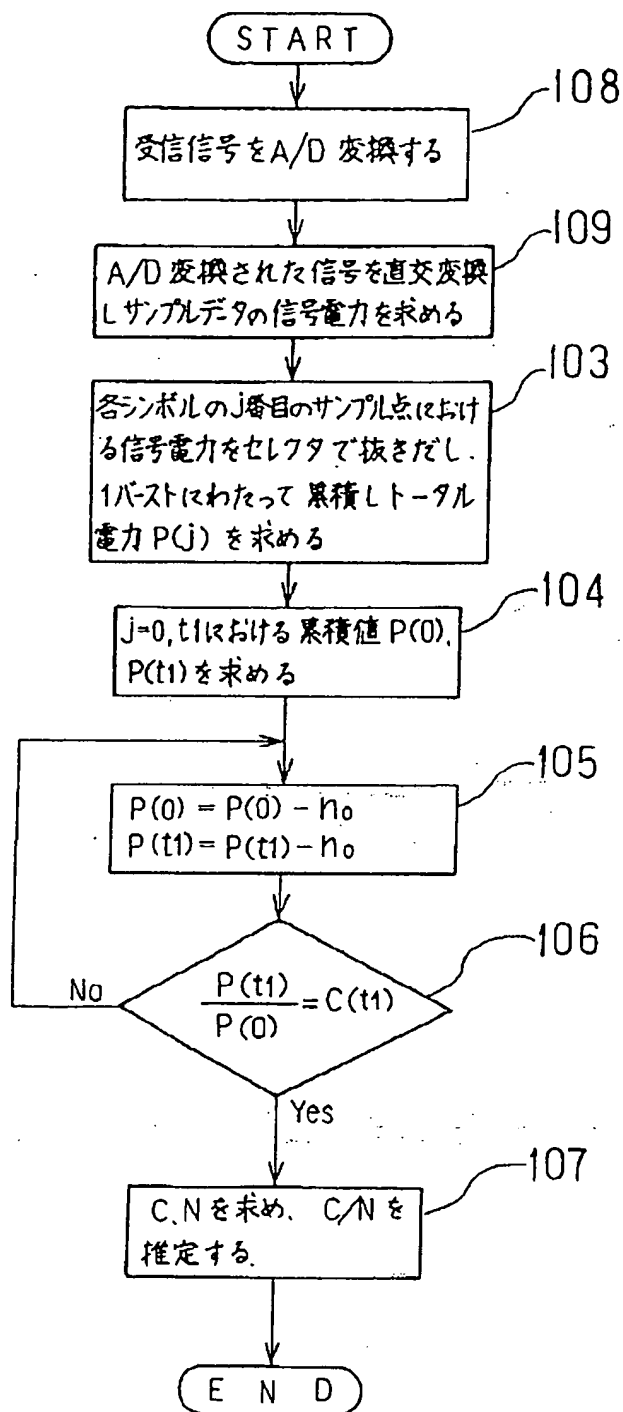 START
108
受信信号をA/D 変換する
109
A/D 変換された信号を直交変換
しサンプルデータの信号電力を求める
103
各シンボルのj番目のサンプル点におけ
る信号電力をセレクタで抜きだし、
1バーストにわたって 累積しトータル
電力 P(j) を求める
104
j=0,t1における累積値 P(0)、
P(t1)を求める
105
P(0) = P(0) - n₀
P(t1) = P(t1) - n₀
106
No
P(t1)
P(0)
= C(t1)
Yes
107
C、Nを求め、 C/Nを
推定する.
END